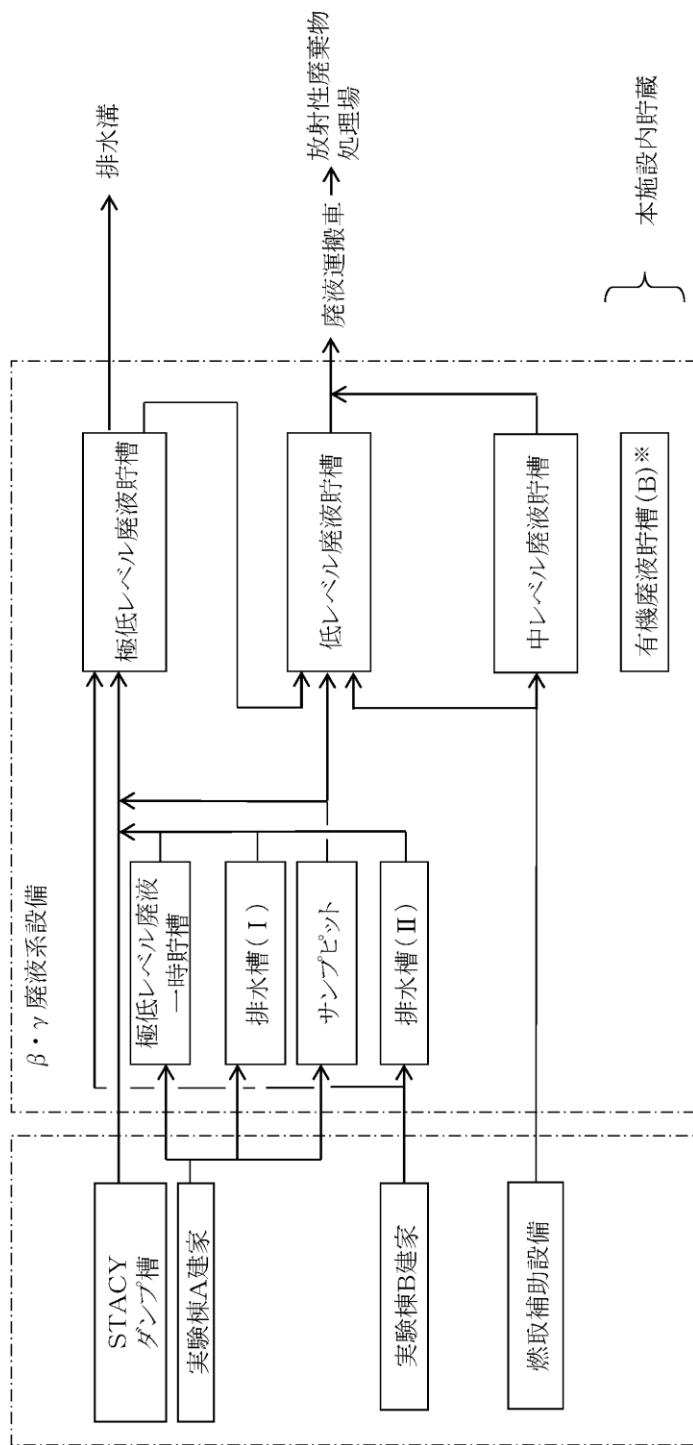 β・γ廃液系設備
STACY
ダンプ槽
実験棟A建家
実験棟B建家
燃取補助設備
極低レベル廃液
一時貯槽
排水槽(Ⅰ)
サンプピット
排水槽(Ⅱ)
極低レベル廃液貯槽
低レベル廃液貯槽
中レベル廃液貯槽
有機廃液貯槽(B)※
排水溝
廃液運搬車
放射性廃棄物
処理場
本施設内貯蔵